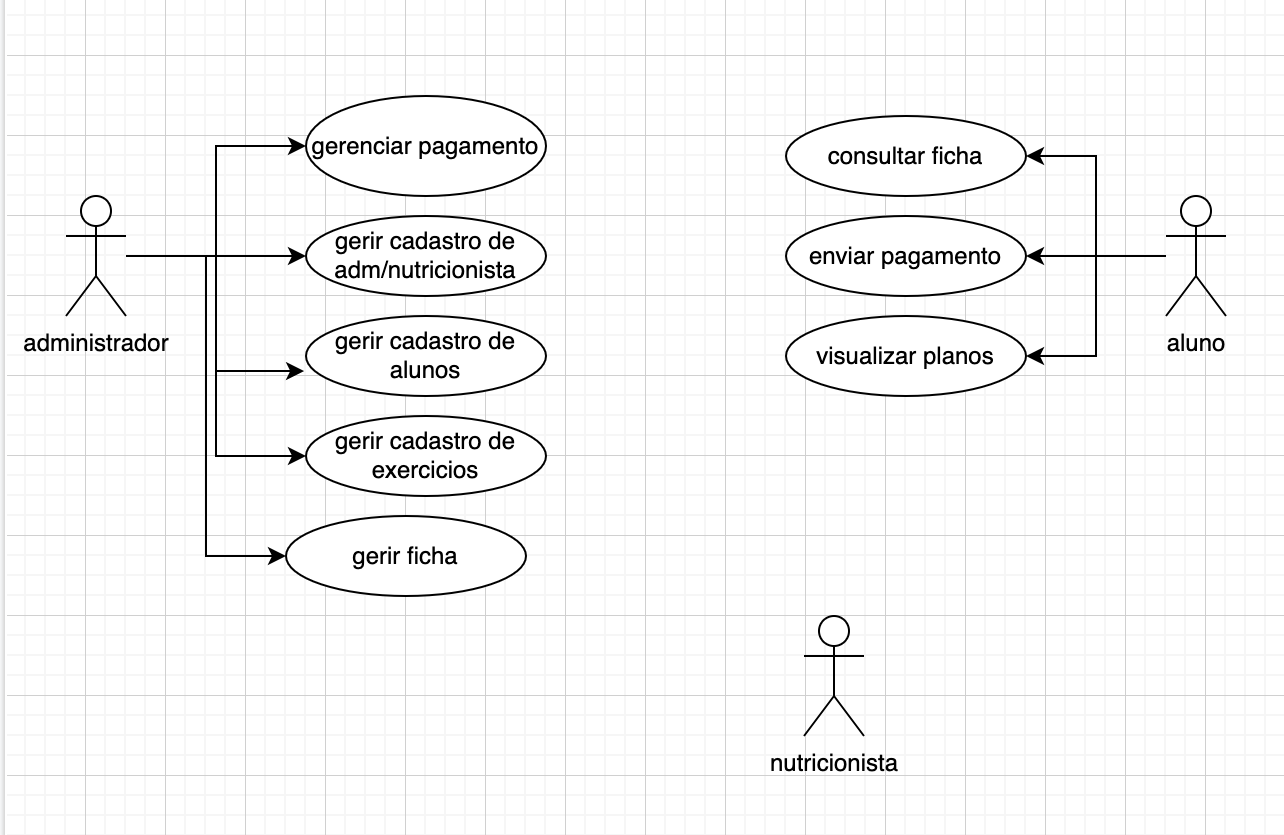 gerenciar pagamento
gerir cadastro de
adm/nutricionista
administrador
gerir cadastro de
alunos
gerir cadastro de
exercicios
gerir ficha
consultar ficha
enviar pagamento
visualizar planos
aluno
nutricionista